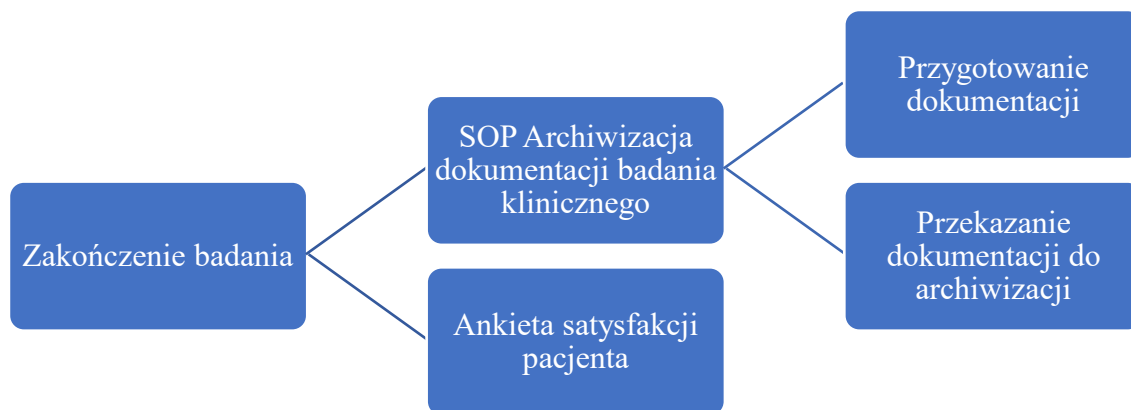 Zakończenie badania
SOP Archiwizacja
dokumentacji badania
klinicznego
Ankieta satysfakcji
pacjenta
Przygotowanie
dokumentacji
Przekazanie
dokumentacji do
archiwizacji